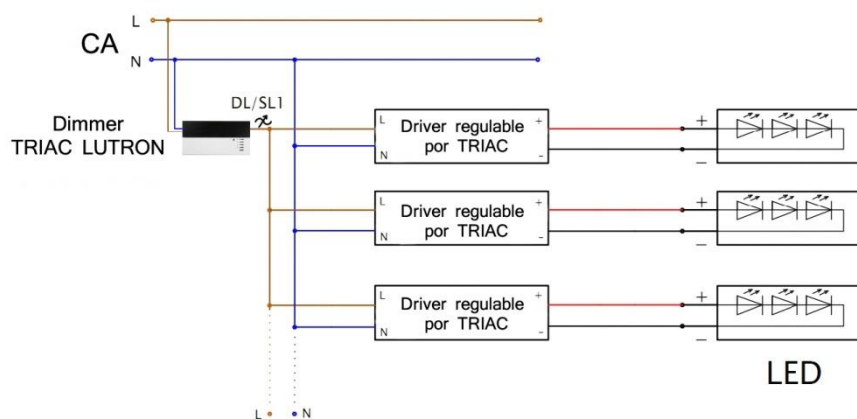 L
CA
N
DL/SL1
Dimmer
TRIAC LUTRON
L
N
Driver regulable
por TRIAC
+
-
+
–
L
N
Driver regulable
por TRIAC
+
-
+
–
L
N
Driver regulable
por TRIAC
+
-
+
–
LED
L
N